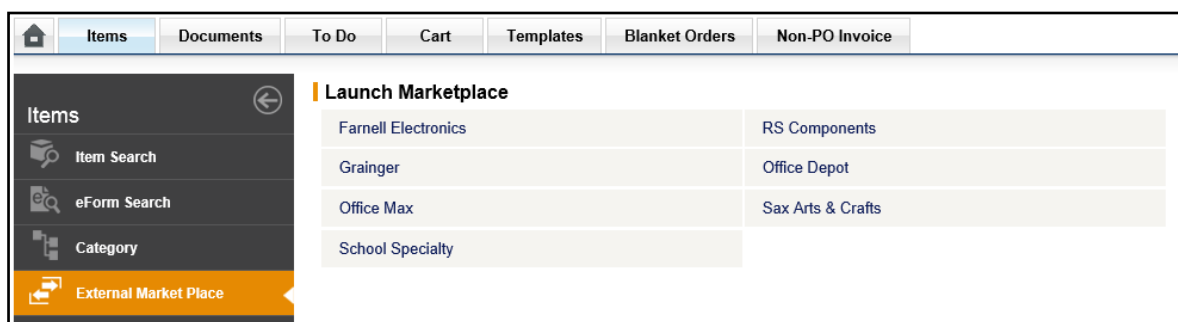 Items Documents To Do Cart Templates Blanket Orders Non-PO Invoice
Items
Item Search
eForm Search
Category
External Market Place
Launch Marketplace
Farnell Electronics RS Components
Grainger Office Depot
Office Max Sax Arts & Crafts
School Specialty